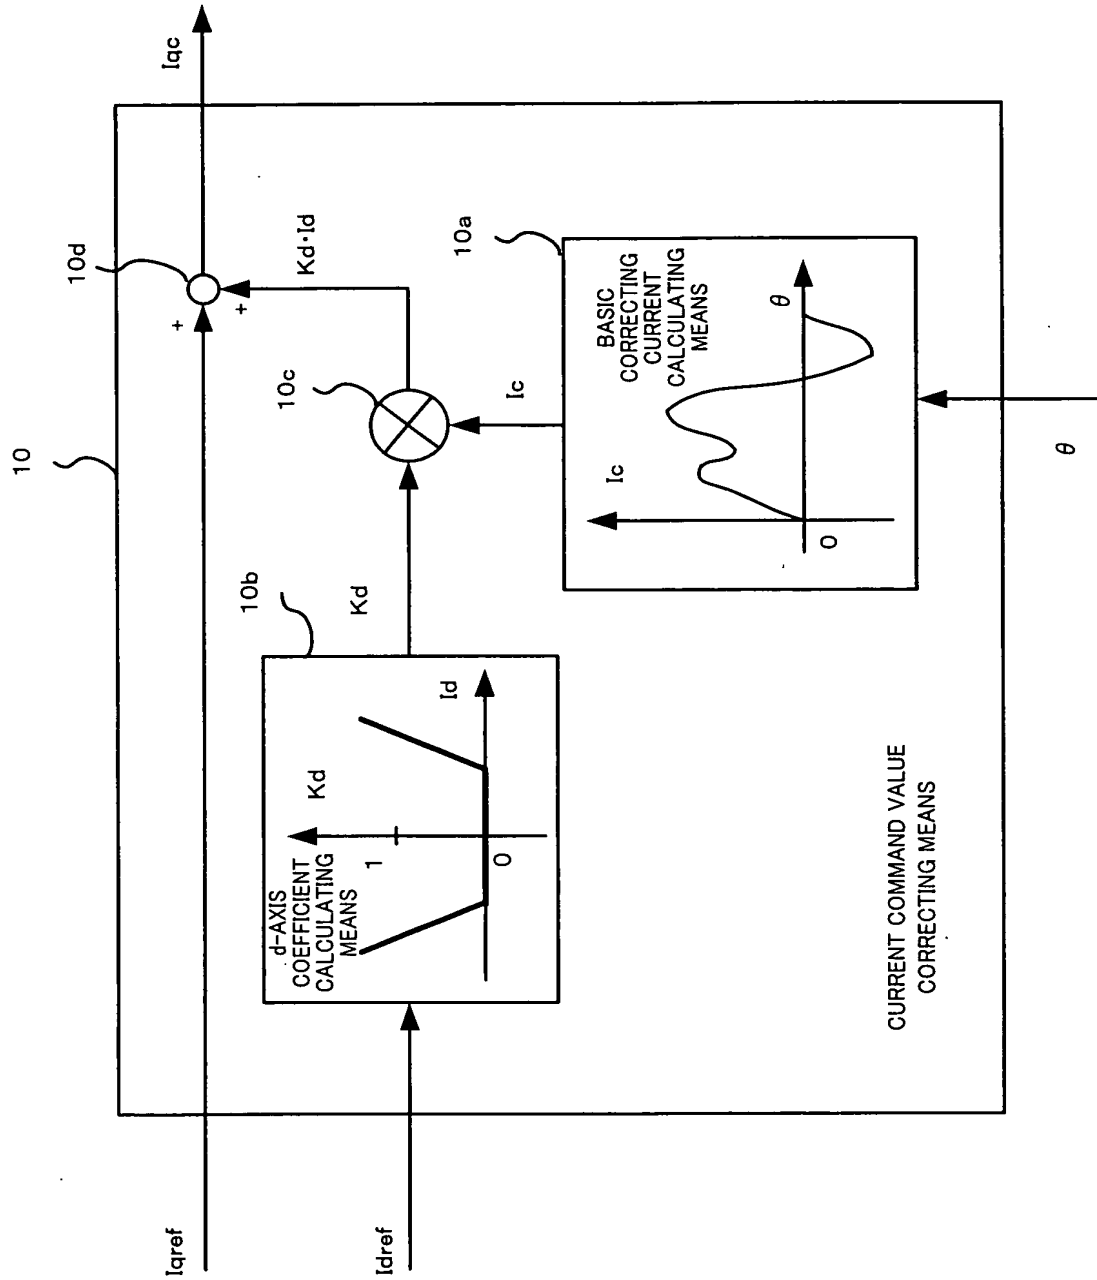 10
10d
Iqc
+
+
Kd·Id
10c
10b
Kd
Ic
10a
d-AXIS
COEFFICIENT
CALCULATING
MEANS
Kd
1
0
Id
BASIC
CORRECTING
CURRENT
CALCULATING
MEANS
Ic
0
θ
θ
CURRENT COMMAND VALUE
CORRECTING MEANS
Iqref
Idref